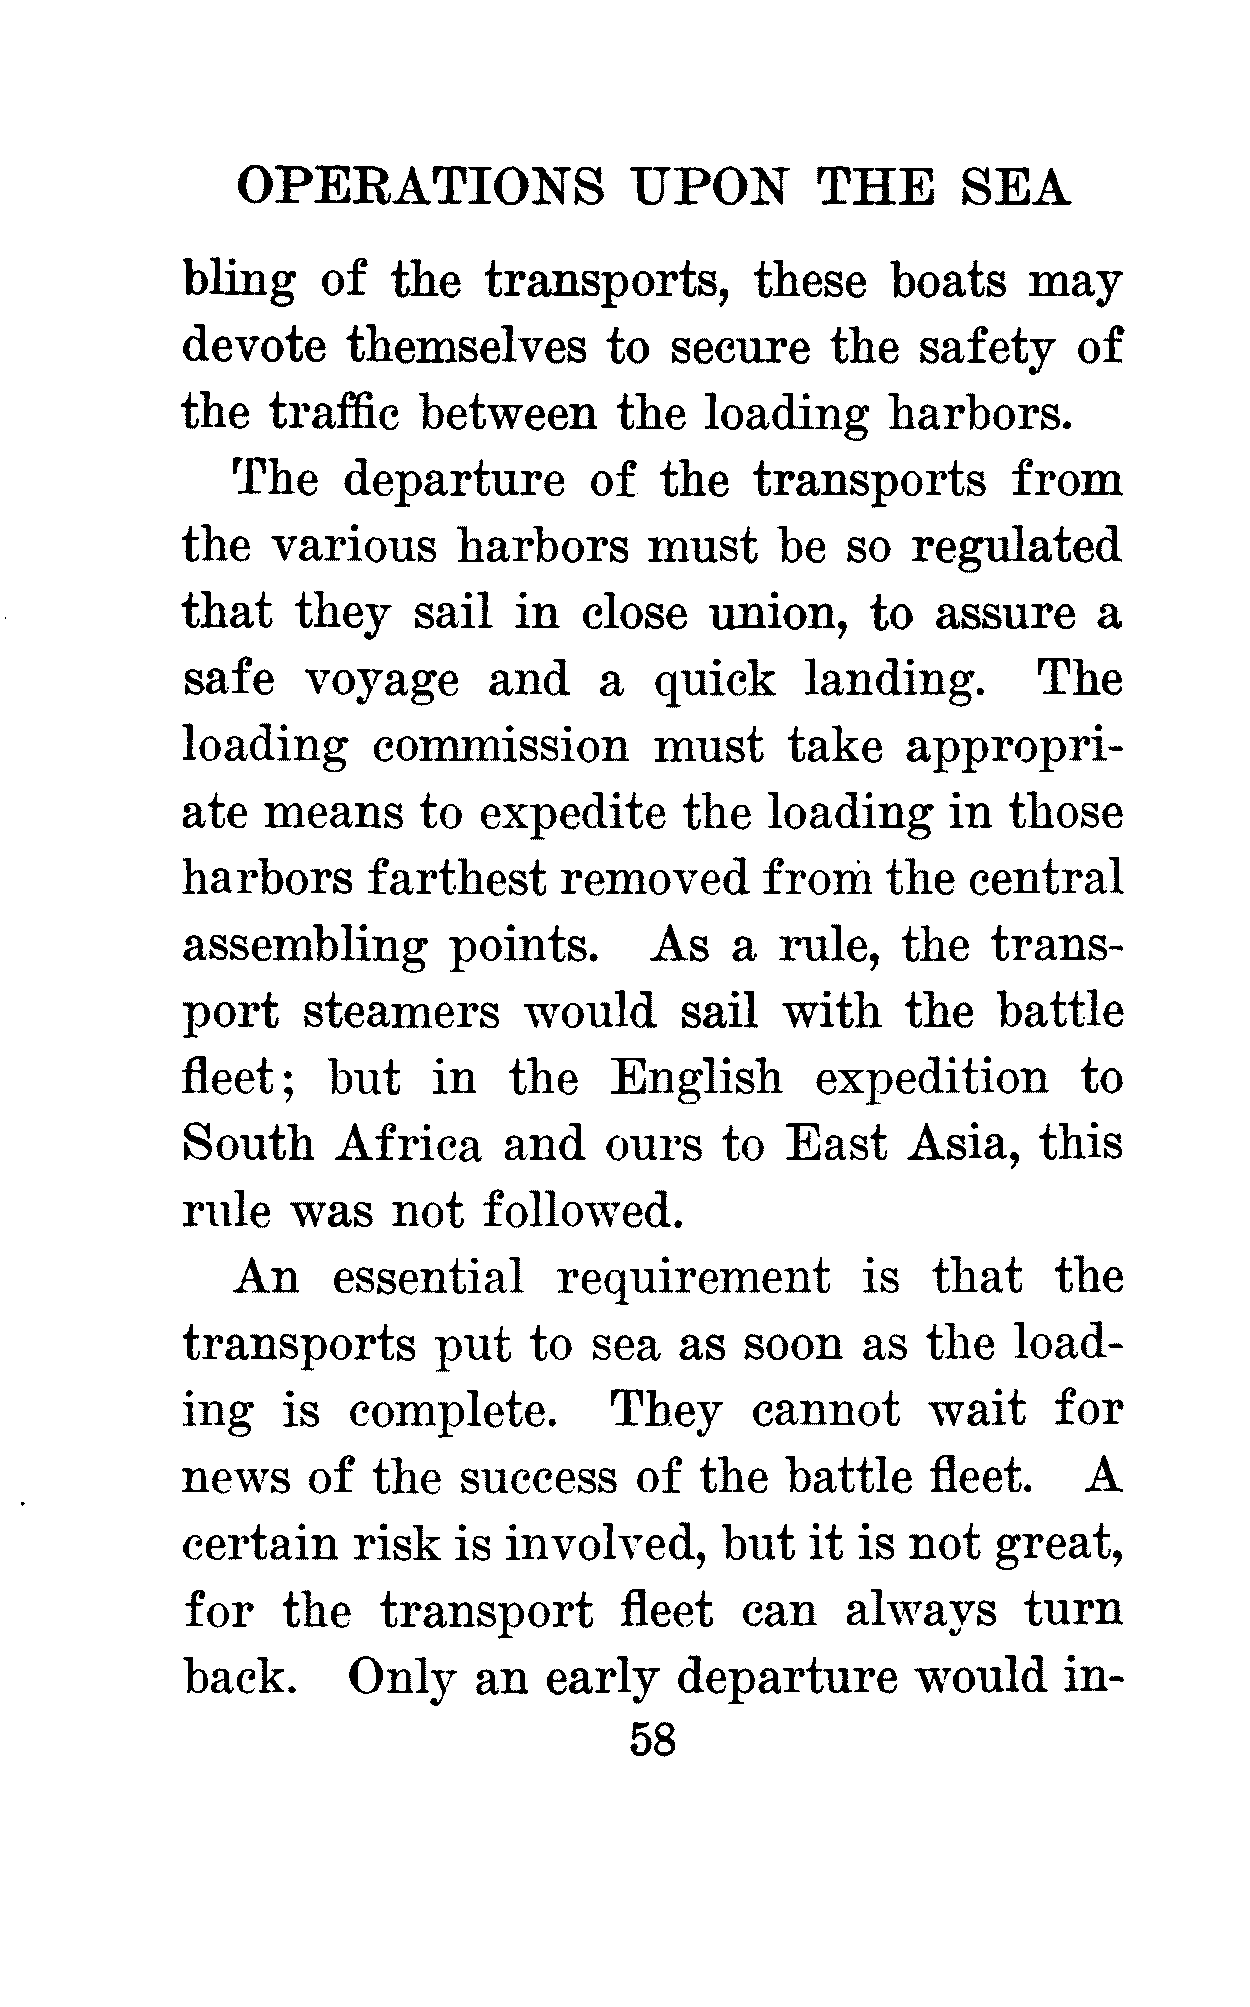 OPERATIONS UPON THE SEA
bling of the transports, these boats may
devote themselves to secure the safety of
the traffic between the loading harbors.
The departure of the transports from
the various harbors must be so regulated
that they sail in close union, to assure a
safe voyage and a quick landing. The
loading commission must take appropri-
ate means to expedite the loading in those
harbors farthest removed from the central
assembling points. As a rule, the trans-
port steamers would sail with the battle
fleet; but in the English expedition to
South Africa and ours to East Asia, this
rule was not followed.
An essential requirement is that the
transports put to sea as soon as the load-
ing is complete. They cannot wait for
news of the success of the battle fleet. A
certain risk is involved, but it is not great,
for the transport fleet can always turn
back. Only an early departure would in-
58